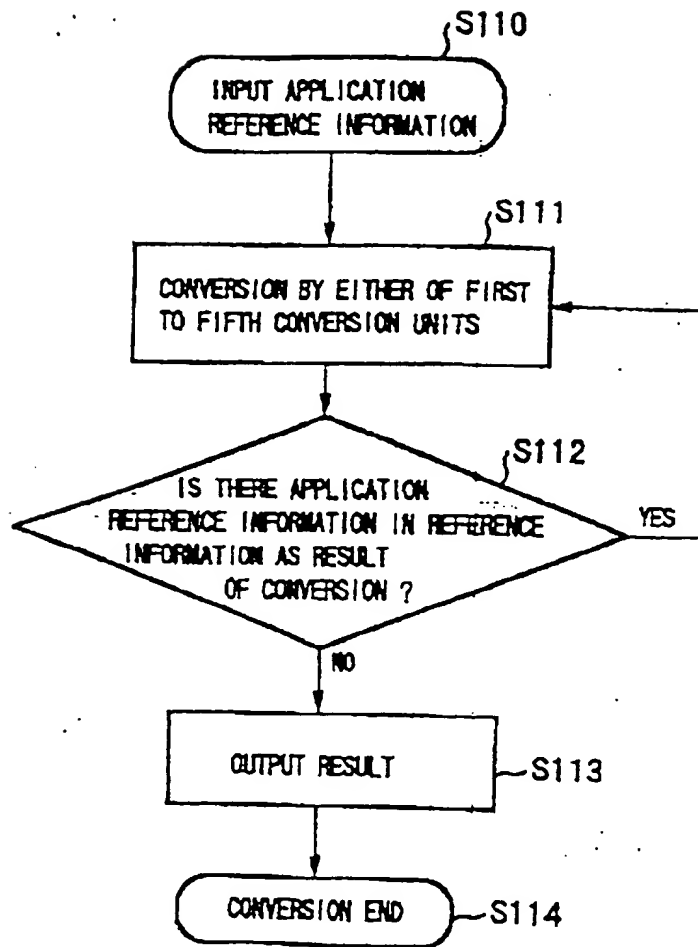 S110
INPUT APPLICATION
REFERENCE INFORMATION
S111
CONVERSION BY EITHER OF FIRST
TO FIFTH CONVERSION UNITS
S112
IS THERE APPLICATION
REFERENCE INFORMATION IN REFERENCE
INFORMATION AS RESULT
OF CONVERSION ?
YES
NO
OUTPUT RESULT
S113
CONVERSION END
S114